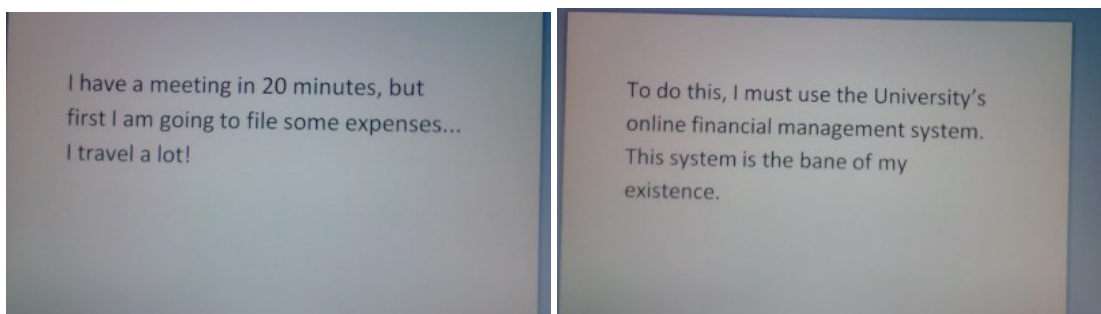 I have a meeting in 20 minutes, but
first I am going to file some expenses...
I travel a lot!
To do this, I must use the University’s
online financial management system.
This system is the bane of my
existence.